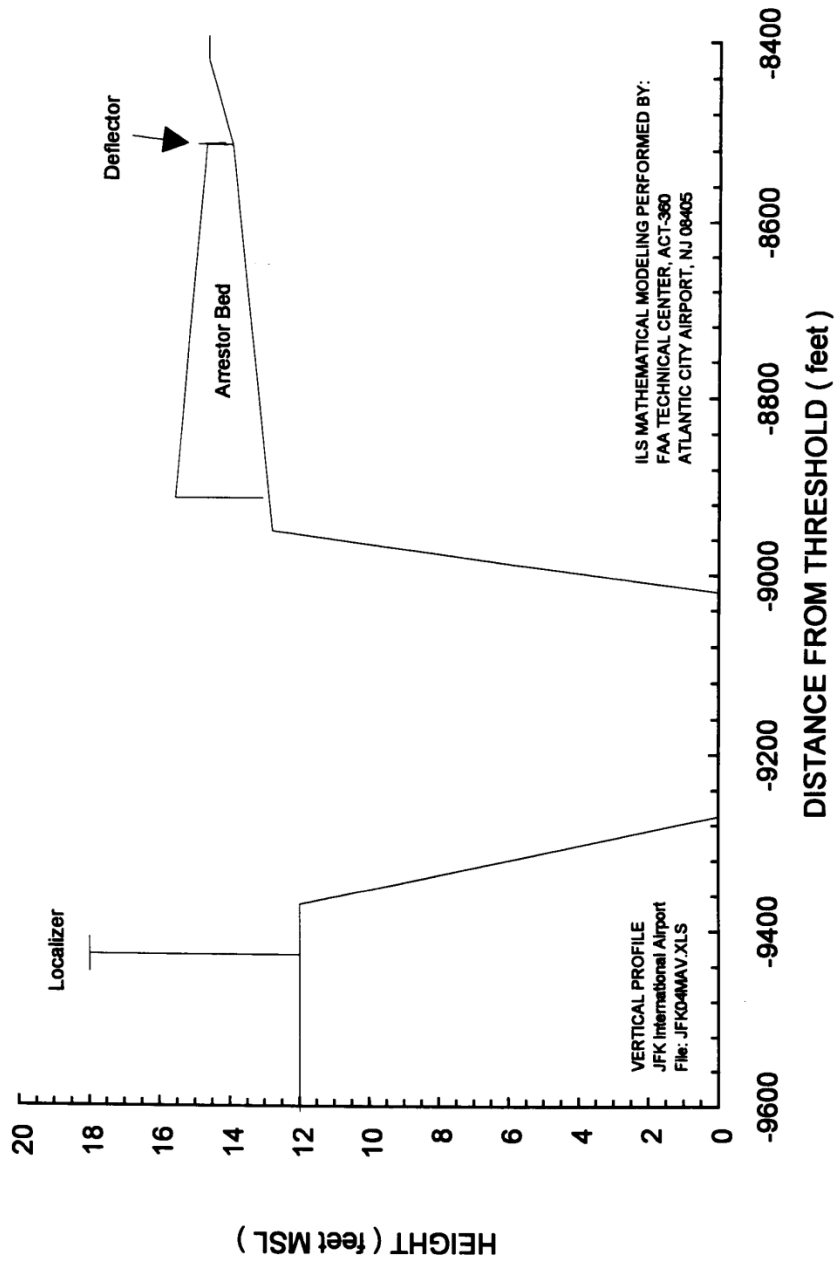 Localizer
Deflector
Arrestor Bed
20
18
16
14
12
10
8
6
4
2
0
HEIGHT ( feet MSL )
VERTICAL PROFILE
JFK International Airport
File: JFK04MAV.XLS
ILS MATHEMATICAL MODELING PERFORMED BY:
FAA TECHNICAL CENTER, ACT-360
ATLANTIC CITY AIRPORT, NJ 08405
-9600
-9400
-9200
-9000
-8800
-8600
-8400
DISTANCE FROM THRESHOLD ( feet )